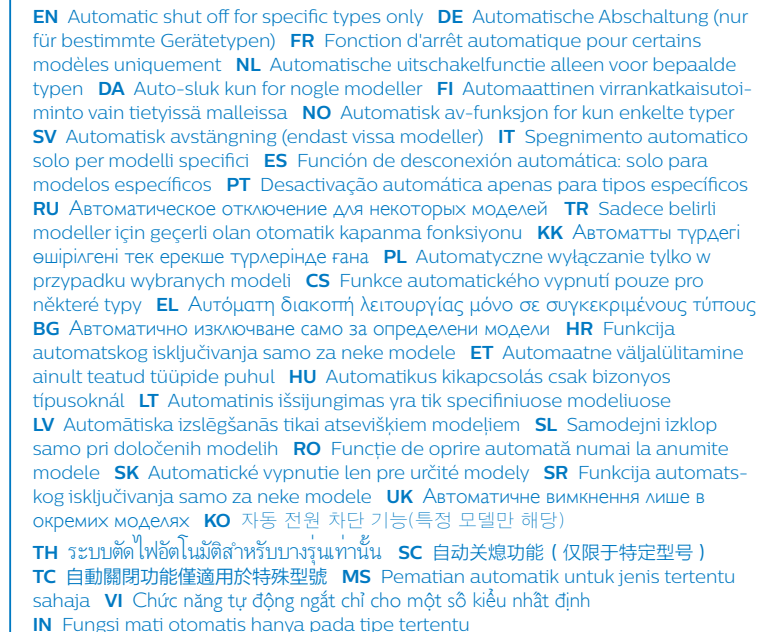 EN Automatic shut off for specific types only DE Automatische Abschaltung (nur
für bestimmte Gerätetypen) FR Fonction d'arrêt automatique pour certains
modèles uniquement NL Automatische uitschakelfunctie alleen voor bepaalde
typen DA Auto-sluk kun for nogle modeller FI Automaattinen virrankatkaisutoi-
minto vain tietyissä malleissa NO Automatisk av-funksjon for kun enkelte typer
SV Automatisk avstängning (endast vissa modeller) IT Spegnimento automatico
solo per modelli specifici ES Función de desconexión automática: solo para
modelos específicos PT Desactivação automática apenas para tipos específicos
RU Автоматическое отключение для некоторых моделей TR Sadece belirli
modeller için geçerli olan otomatik kapanma fonksiyonu KK Автоматты түрдегі
өшірілгені тек ерекше түрлерінде ғана PL Automatyczne wyłączanie tylko w
przypadku wybranych modeli CS Funkce automatického vypnutí pouze pro
některé typy EL Αυτόματη διακοπή λειτουργίας μόνο σε συγκεκριμένους τύπους
BG Автоматично изключване само за определени модели HR Funkcija
automatskog isključivanja samo za neke modele ET Automaatne väljalülitamine
ainult teatud tüüpide puhul HU Automatikus kikapcsolás csak bizonyos
típusoknál LT Automatinis išsijungimas yra tik specifiniuose modeliuose
LV Automātiska izslēgšanās tikai atsevišķiem modeļiem SL Samodejni izklop
samo pri določenih modelih RO Funcţie de oprire automată numai la anumite
modele SK Automatické vypnutie len pre určité modely SR Funkcija automats-
kog isključivanja samo za neke modele UK Автоматичне вимкнення лише в
окремих моделях KO 자동 전원 차단 기능(특정 모델만 해당)
TH ระบบตัดไฟอัตโนมัติสำหรับบางรุ่นเท่านั้น SC 自动关熄功能 ( 仅限于特定型号 )
TC 自動關閉功能僅適用於特殊型號 MS Pematian automatik untuk jenis tertentu
sahaja VI Chức năng tự động ngắt chỉ cho một số kiểu nhất định
IN Fungsi mati otomatis hanya pada tipe tertentu